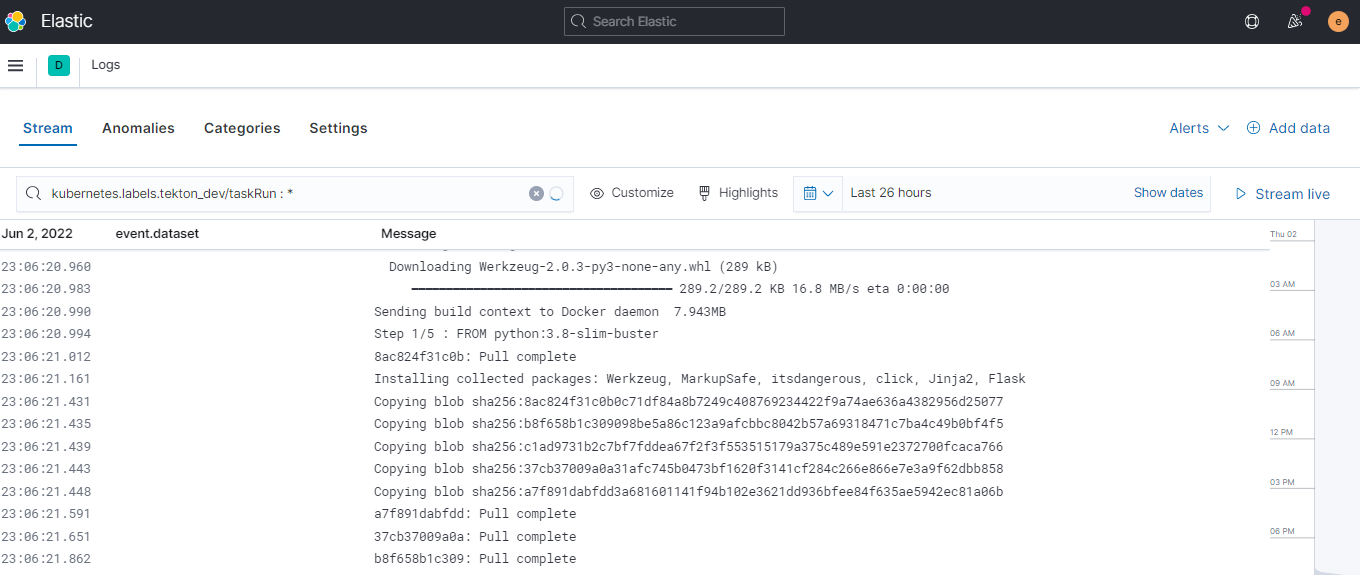 Elastic
Search Elastic
e
D
Logs
Stream Anomalies Categories Settings
Alerts Add data
kubernetes.labels.tekton_dev/taskRun : *
Customize Highlights Last 26 hours Show dates Stream live
Jun 2, 2022 event.dataset Message
Thu 02
23:06:20.960 Downloading Werkzeug-2.0.3-py3-none-any.whl (289 kB)
23:06:20.983 ━━━━━━━━━━━━━━━━━━━━━━━━━━━━━━━━━━━━ 289.2/289.2 KB 16.8 MB/s eta 0:00:00
03 AM
23:06:20.990 Sending build context to Docker daemon 7.943MB
23:06:20.994 Step 1/5 : FROM python:3.8-slim-buster
06 AM
23:06:21.012 8ac824f31c0b: Pull complete
23:06:21.161 Installing collected packages: Werkzeug, MarkupSafe, itsdangerous, click, Jinja2, Flask
09 AM
23:06:21.431 Copying blob sha256:8ac824f31c0b0c71df84a8b7249c408769234422f9a74ae636a4382956d25077
23:06:21.435 Copying blob sha256:b8f658b1c309098be5a86c123a9afcbbc8042b57a69318471c7ba4c49b0bf4f5
12 PM
23:06:21.439 Copying blob sha256:c1ad9731b2c7bf7fddea67f2f3f553515179a375c489e591e2372700fcaca766
23:06:21.443 Copying blob sha256:37cb37009a0a31afc745b0473bf1620f3141cf284c266e866e7e3a9f62dbb858
03 PM
23:06:21.448 Copying blob sha256:a7f891dabfdd3a681601141f94b102e3621dd936bfee84f635ae5942ec81a06b
23:06:21.591 a7f891dabfdd: Pull complete
06 PM
23:06:21.651 37cb37009a0a: Pull complete
23:06:21.862 b8f658b1c309: Pull complete